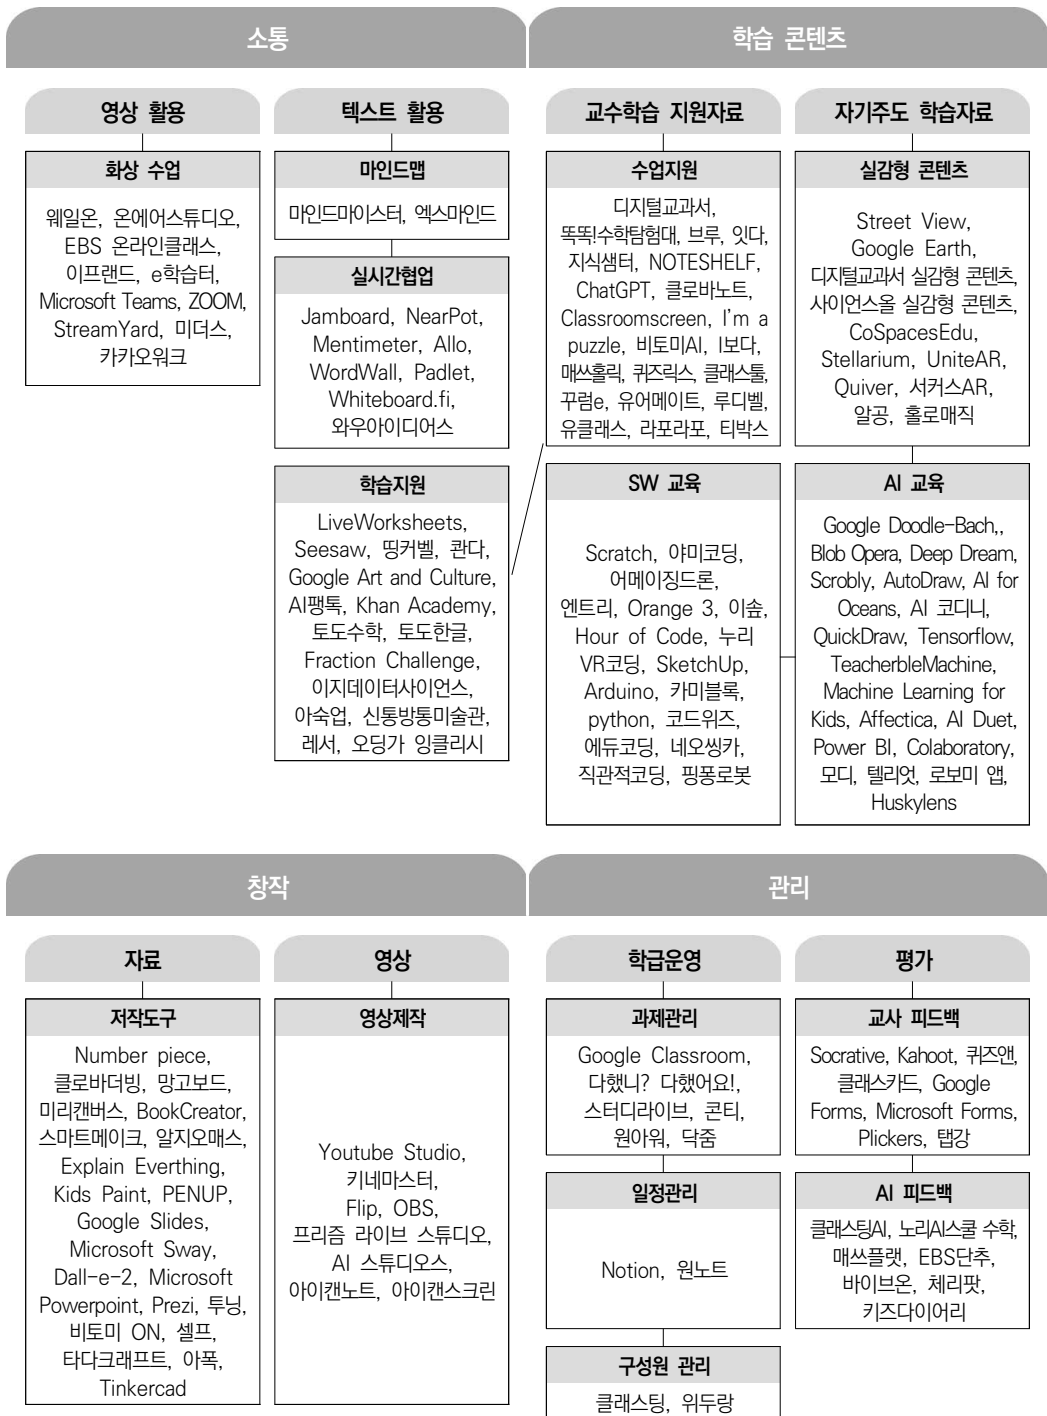 소통
영상 활용
화상 수업
웨일온, 온에어스튜디오,
EBS 온라인클래스,
이프랜드, e학습터,
Microsoft Teams, ZOOM,
StreamYard, 미더스,
카카오워크
텍스트 활용
마인드맵
마인드마이스터, 엑스마인드
실시간협업
Jamboard, NearPot,
Mentimeter, Allo,
WordWall, Padlet,
Whiteboard.fi,
와우아이디어스
학습지원
LiveWorksheets,
Seesaw, 띵커벨, 콴다,
Google Art and Culture,
AI팽톡, Khan Academy,
토도수학, 토도한글,
Fraction Challenge,
이지데이터사이언스,
아숙업, 신통방통미술관,
레서, 오딩가 잉클리시
학습 콘텐츠
교수학습 지원자료
수업지원
디지털교과서,
똑똑!수학탐험대, 브루, 잇다,
지식샘터, NOTESHELF,
ChatGPT, 클로바노트,
Classroomscreen, I'm a
puzzle, 비토미AI, I보다,
매쓰홀릭, 퀴즈릭스, 클래스툴,
꾸럼e, 유어메이트, 루디벨,
유클래스, 라포라포, 티박스
SW 교육
Scratch, 야미코딩,
어메이징드론,
엔트리, Orange 3, 이솦,
Hour of Code, 누리
VR코딩, SketchUp,
Arduino, 카미블록,
python, 코드위즈,
에듀코딩, 네오씽카,
직관적코딩, 핑퐁로봇
자기주도 학습자료
실감형 콘텐츠
Street View,
Google Earth,
디지털교과서 실감형 콘텐츠,
사이언스올 실감형 콘텐츠,
CoSpacesEdu,
Stellarium, UniteAR,
Quiver, 서커스AR,
알공, 홀로매직
AI 교육
Google Doodle-Bach,,
Blob Opera, Deep Dream,
Scrobly, AutoDraw, AI for
Oceans, AI 코디니,
QuickDraw, Tensorflow,
TeacherbleMachine,
Machine Learning for
Kids, Affectica, AI Duet,
Power BI, Colaboratory,
모디, 텔리엇, 로보미 앱,
Huskylens
창작
자료
저작도구
Number piece,
클로바더빙, 망고보드,
미리캔버스, BookCreator,
스마트메이크, 알지오매스,
Explain Everthing,
Kids Paint, PENUP,
Google Slides,
Microsoft Sway,
Dall-e-2, Microsoft
Powerpoint, Prezi, 투닝,
비토미 ON, 셀프,
타다크래프트, 아폭,
Tinkercad
영상
영상제작
Youtube Studio,
키네마스터,
Flip, OBS,
프리즘 라이브 스튜디오,
AI 스튜디오스,
아이캔노트, 아이캔스크린
관리
학급운영
과제관리
Google Classroom,
다했니? 다했어요!,
스터디라이브, 콘티,
원아워, 닥줌
일정관리
Notion, 원노트
구성원 관리
클래스팅, 위두랑
평가
교사 피드백
Socrative, Kahoot, 퀴즈앤,
클래스카드, Google
Forms, Microsoft Forms,
Plickers, 탭강
AI 피드백
클래스팅AI, 노리AI스쿨 수학,
매쓰플랫, EBS단추,
바이브온, 체리팟,
키즈다이어리